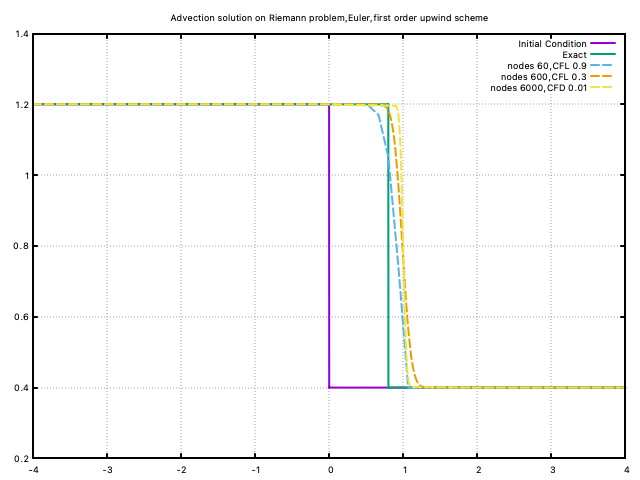 Advection solution on Riemann problem,Euler,first order upwind scheme
1.4
1.2
1
0.8
0.6
0.4
0.2
-4 -3 -2 -1 0 1 2 3 4
Initial Condition
Exact
nodes 60,CFL 0.9
nodes 600,CFL 0.3
nodes 6000,CFD 0.01